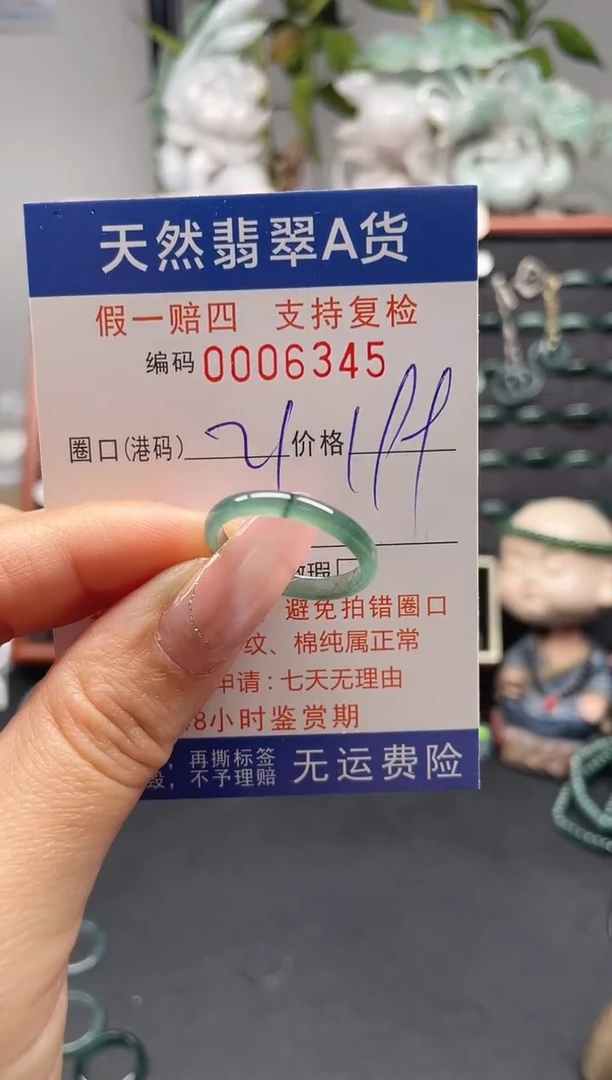 天然翡翠A货
假一赔四 支持复检
编码 0006345
圈口(港码) 价格
瑕
避免拍错圈口
纹、棉纯属正常
申请:七天无理由
8小时鉴赏期
再撕标签
毁,不予理赔
无运费险